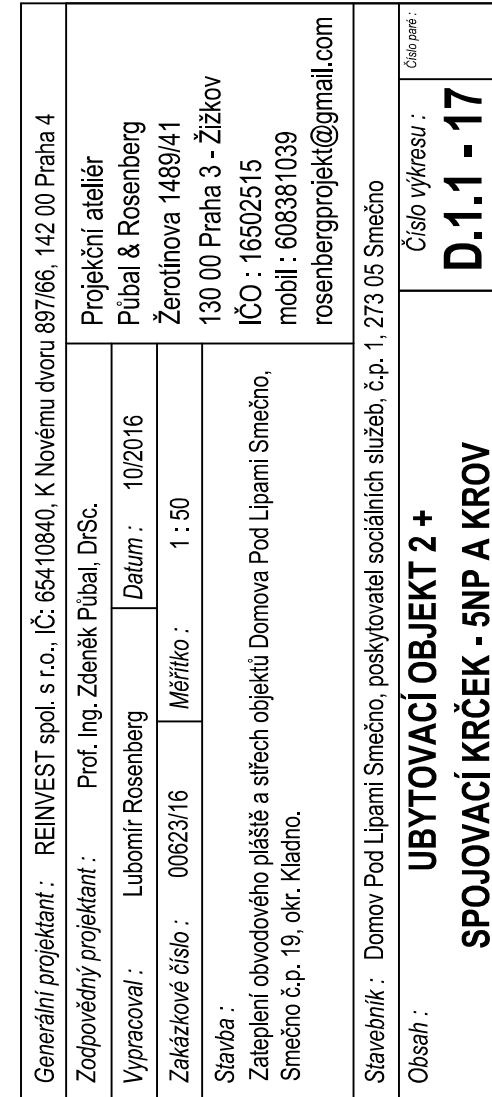 Generální projektant : REINVEST spol. s r.o., IČ: 65410840, K Novému dvoru 897/66, 142 00 Praha 4
Zodpovědný projektant : Prof. Ing. Zdeněk Půbal, DrSc.
Vypracoval : Lubomír Rosenberg Datum : 10/2016
Zakázkové číslo : 00623/16 Měřítko : 1 : 50
Projekční ateliér
Půbal & Rosenberg
Žerotínova 1489/41
130 00 Praha 3 - Žižkov
IČO : 16502515
mobil : 608381039
rosenbergprojekt@gmail.com
Stavba :
Zateplení obvodového pláště a střech objektů Domova Pod Lipami Smečno,
Smečno č.p. 19, okr. Kladno.
Stavebník : Domov Pod Lipami Smečno, poskytovatel sociálních služeb, č.p. 1, 273 05 Smečno
Obsah :
UBYTOVACÍ OBJEKT 2 +
SPOJOVACÍ KRČEK - 5NP A KROV
Číslo výkresu :
D.1.1 - 17
Číslo paré :